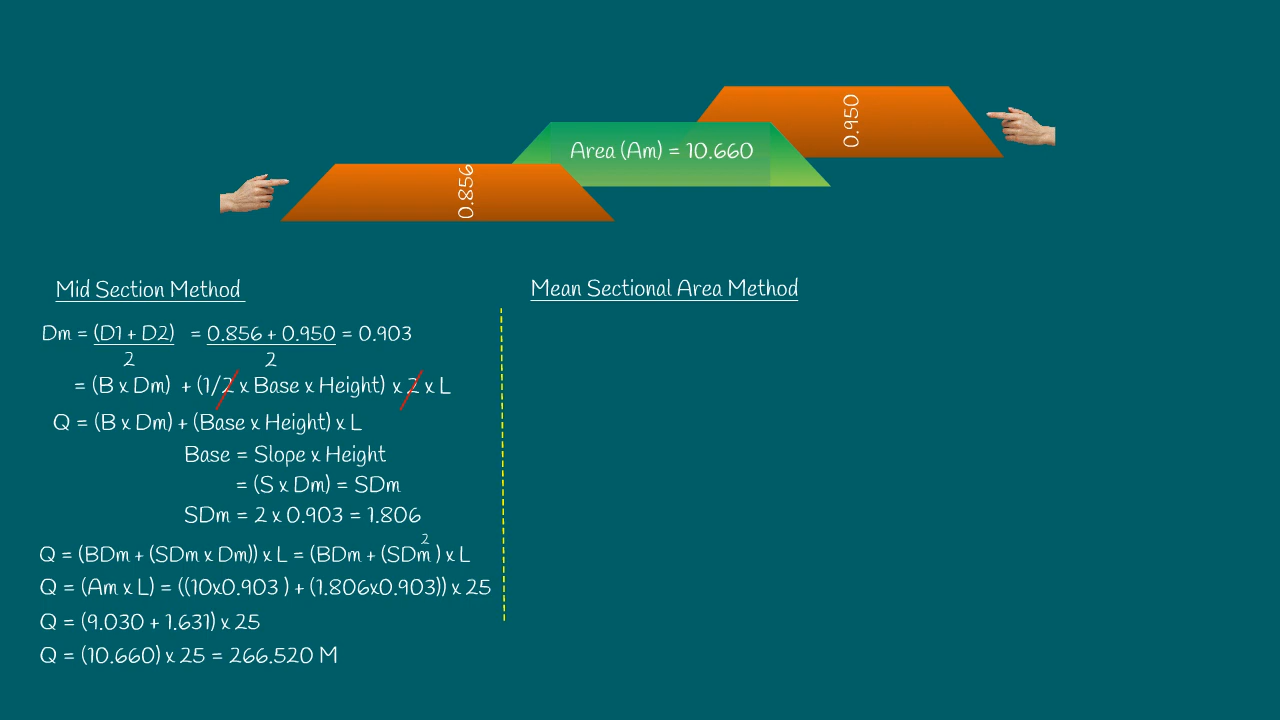 0.950
Area (Am) = 10.660
0.856
Mid Section Method
Mean Sectional Area Method
Dm = (D1 + D2) = 0.856 + 0.950 = 0.903
2 2
= (B x Dm) + (1/2 x Base x Height) x 2 x L
Q = (B x Dm) + (Base x Height) x L
Base = Slope x Height
= (S x Dm) = SDm
SDm = 2 x 0.903 = 1.806
2
Q = (BDm + (SDm x Dm)) x L = (BDm + (SDm ) x L
Q = (Am x L) = ((10x0.903 ) + (1.806x0.903)) x 25
Q = (9.030 + 1.631) x 25
Q = (10.660) x 25 = 266.520 M